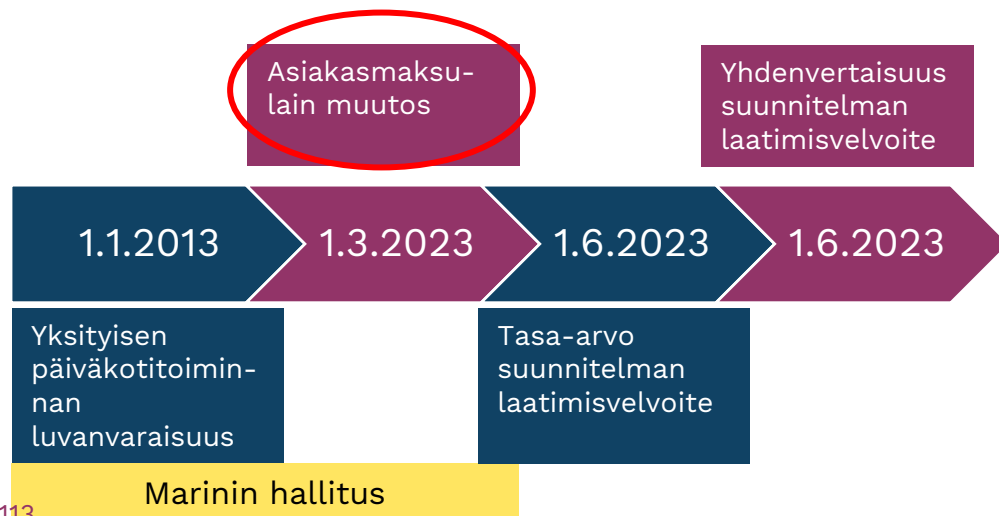 Asiakasmaksu-
lain muutos
Yhdenvertaisuus
suunnitelman
laatimisvelvoite
1.1.2013
1.3.2023
1.6.2023
1.6.2023
Yksityisen
päiväkotitoimin-
nan
luvanvaraisuus
Tasa-arvo
suunnitelman
laatimisvelvoite
Marinin hallitus
113